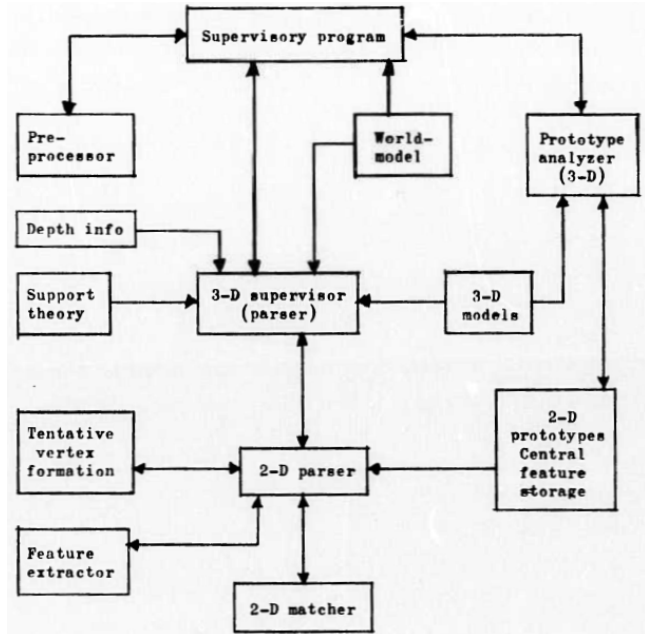 Supervisory program
Pre-
processor
World-
model
Prototype
analyzer
(3-D)
Depth info
Support
theory
3-D supervisor
(parser)
3-D
models
Tentative
vertex
formation
2-D parser
2-D
prototypes
Central
feature
storage
Feature
extractor
2-D matcher